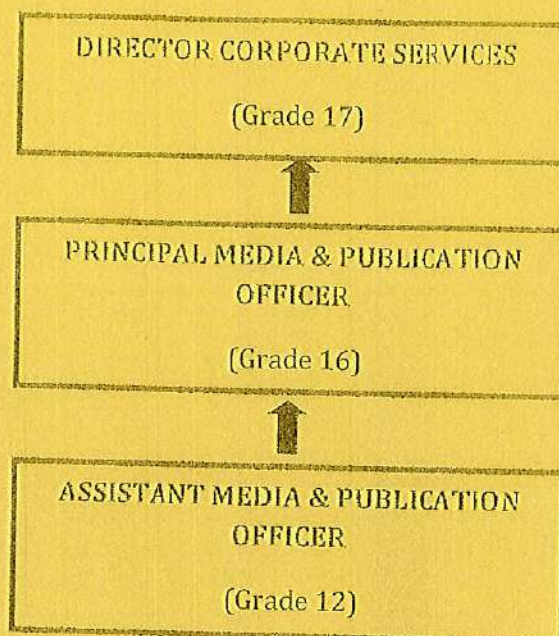 DIRECTOR CORPORATE SERVICES
(Grade 17)
PRINCIPAL MEDIA & PUBLICATION
OFFICER
(Grade 16)
ASSISTANT MEDIA & PUBLICATION
OFFICER
(Grade 12)